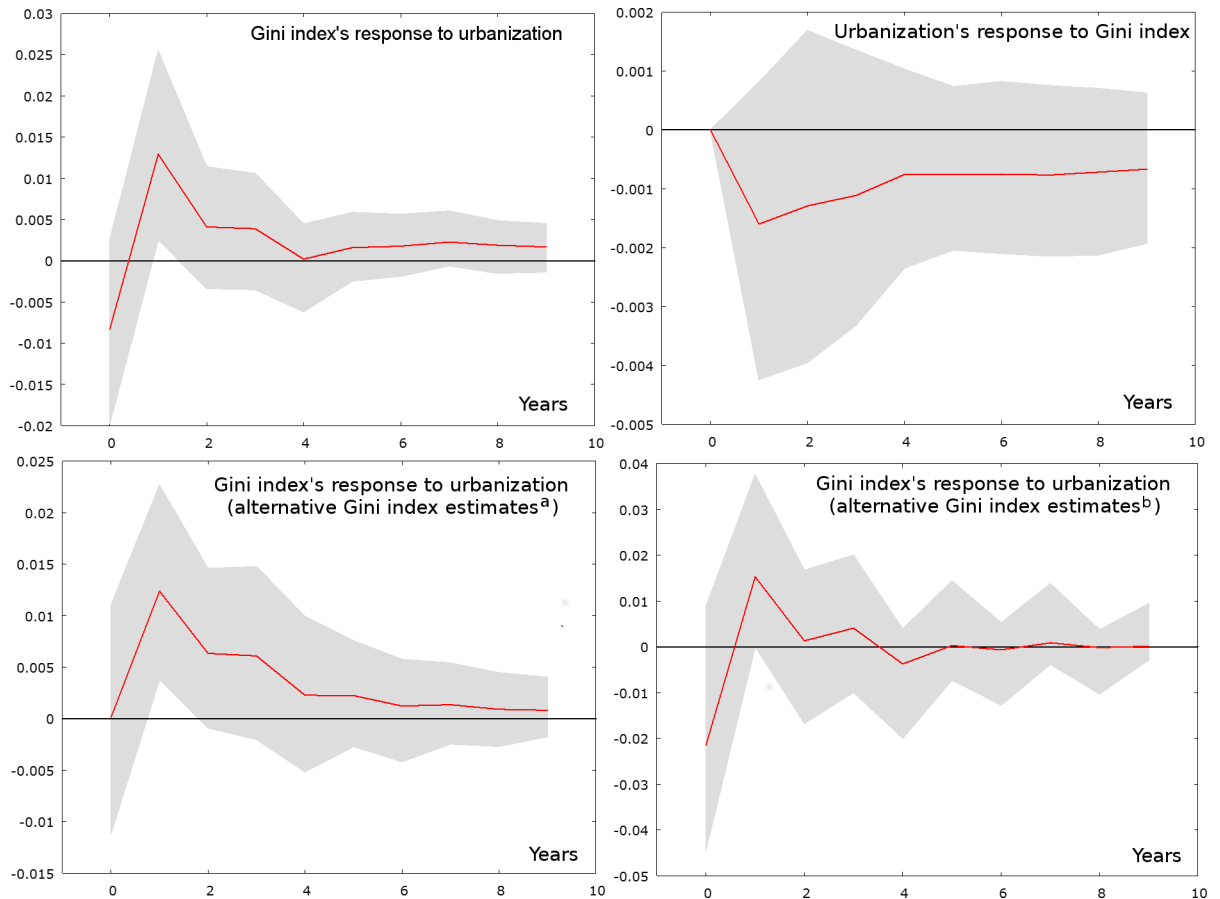 Gini index's response to urbanization
0.03
0.025
0.02
0.015
0.01
0.005
0
-0.005
-0.01
-0.015
-0.02
Years
0 2 4 6 8 10
Urbanization's response to Gini index
0.002
0.001
0
-0.001
-0.002
-0.003
-0.004
-0.005
Years
0 2 4 6 8 10
Gini index's response to urbanization
(alternative Gini index estimatesᵃ)
0.025
0.02
0.015
0.01
0.005
0
-0.005
-0.01
-0.015
Years
0 2 4 6 8 10
Gini index's response to urbanization
(alternative Gini index estimatesᵇ)
0.04
0.03
0.02
0.01
0
-0.01
-0.02
-0.03
-0.04
-0.05
Years
0 2 4 6 8 10